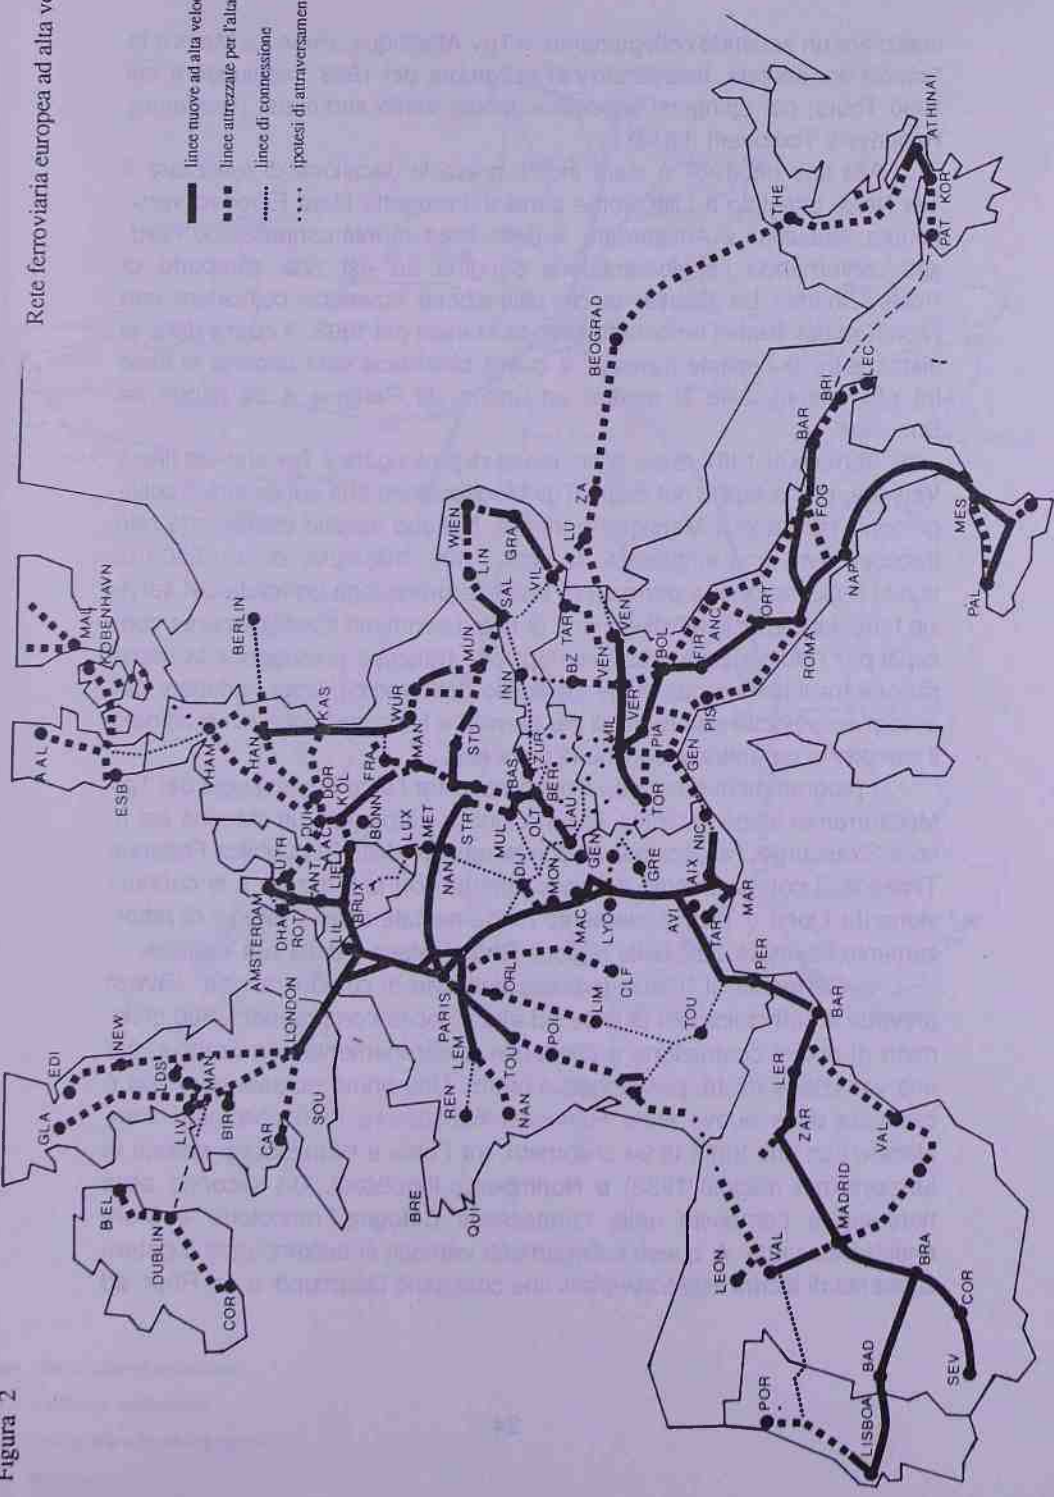 Figura 2
Rete ferroviaria europea ad alta
linee nuove ad alta
linee attrezzate per l'alta
linee di connessione
ipotesi di
GLA
EDI
NEW
LDS
MAN
LIV
BIR
CAR
LONDON
SOU
BEL
DUBLIN
COR
AAL
ESB
KOBENHAVN
MAL
HAM
HAN
BERLIN
KAS
AMSTERDAM
DHA
ROT
UTR
ANT
DUI
DOR
KÖL
AAC
BONN
LIE
BRUX
LIL
LUX
MET
FRA
MAN
WÜR
STU
MÜN
SAL
LIN
WIEN
GRA
VIL
INN
STR
NAN
MUL
BAS
ZÜR
OLT
BER
LAU
GEN
DIJ
MON
MAC
LYO
GRE
PARIS
LEM
REN
BRE
QUI
NAN
TOU
ORL
POI
LIM
CLF
TOU
AVI
TAR
AIX
MAR
NIC
PER
BAR
LER
ZAR
VAL
MADRID
VAL
LEON
POR
LISBOA
BAD
BRA
COR
SEV
TOR
MIL
GEN
PIA
VER
VEN
BZ
TAR
VEN
BOL
FIR
PIS
ANC
ORT
ROMA
NAP
FOG
BAR
BRI
LEC
MES
PAL
LU
ZA
BEOGRAD
THE
ATHINAI
KOR
PAT
34